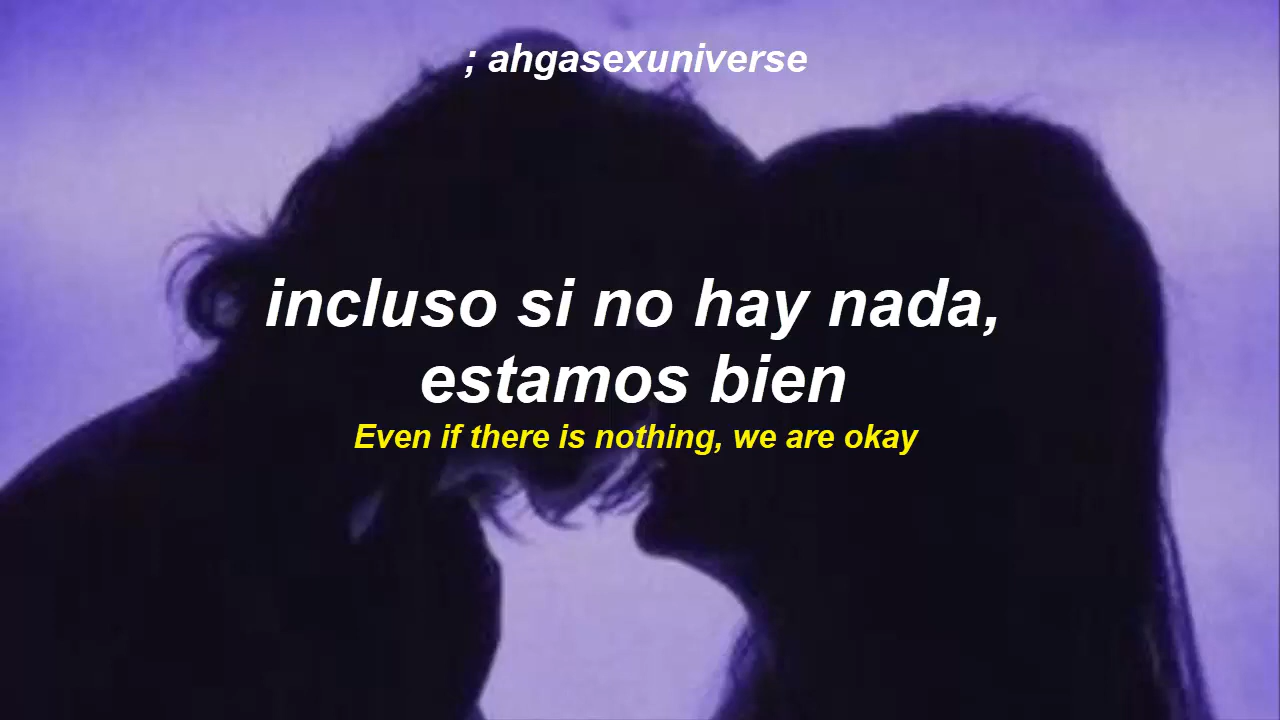 ; ahgasexuniverse
incluso si no hay nada,
estamos bien
Even if there is nothing, we are okay